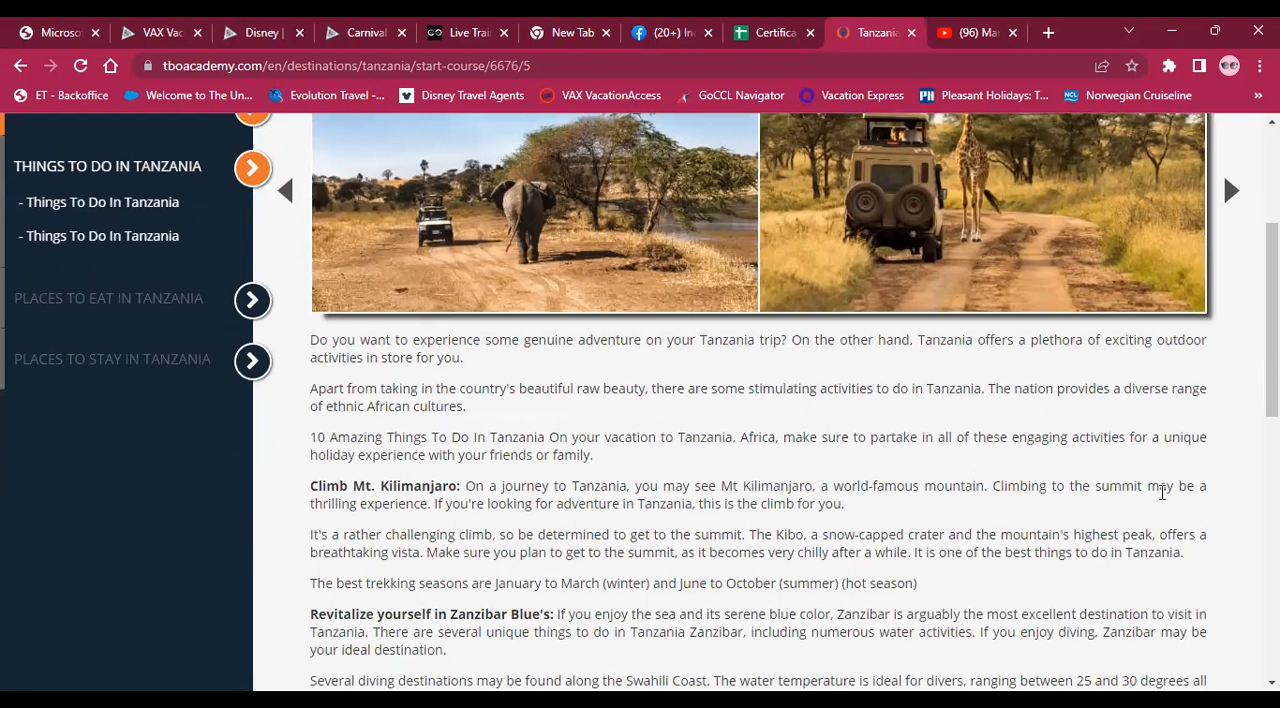 Microso
VAX Vac
Disney |
Carnival
Live Trai
New Tab
(20+) In
Certifica
Tanzania
(96) Ma
tboacademy.com/en/destinations/tanzania/start-course/6676/5
ET - Backoffice
Welcome to The Un...
Evolution Travel -...
Disney Travel Agents
VAX VacationAccess
GoCCL Navigator
Vacation Express
Pleasant Holidays: T...
Norwegian Cruiseline
»
THINGS TO DO IN TANZANIA
- Things To Do In Tanzania
- Things To Do In Tanzania
PLACES TO EAT IN TANZANIA
PLACES TO STAY IN TANZANIA
Do you want to experience some genuine adventure on your Tanzania trip? On the other hand, Tanzania offers a plethora of exciting outdoor
activities in store for you.
Apart from taking in the country's beautiful raw beauty, there are some stimulating activities to do in Tanzania. The nation provides a diverse range
of ethnic African cultures.
10 Amazing Things To Do In Tanzania On your vacation to Tanzania, Africa, make sure to partake in all of these engaging activities for a unique
holiday experience with your friends or family.
Climb Mt. Kilimanjaro: On a journey to Tanzania, you may see Mt Kilimanjaro, a world-famous mountain. Climbing to the summit may be a
thrilling experience. If you're looking for adventure in Tanzania, this is the climb for you.
It's a rather challenging climb, so be determined to get to the summit. The Kibo, a snow-capped crater and the mountain's highest peak, offers a
breathtaking vista. Make sure you plan to get to the summit, as it becomes very chilly after a while. It is one of the best things to do in Tanzania.
The best trekking seasons are January to March (winter) and June to October (summer) (hot season)
Revitalize yourself in Zanzibar Blue's: If you enjoy the sea and its serene blue color, Zanzibar is arguably the most excellent destination to visit in
Tanzania. There are several unique things to do in Tanzania Zanzibar, including numerous water activities. If you enjoy diving, Zanzibar may be
your ideal destination.
Several diving destinations may be found along the Swahili Coast. The water temperature is ideal for divers, ranging between 25 and 30 degrees all